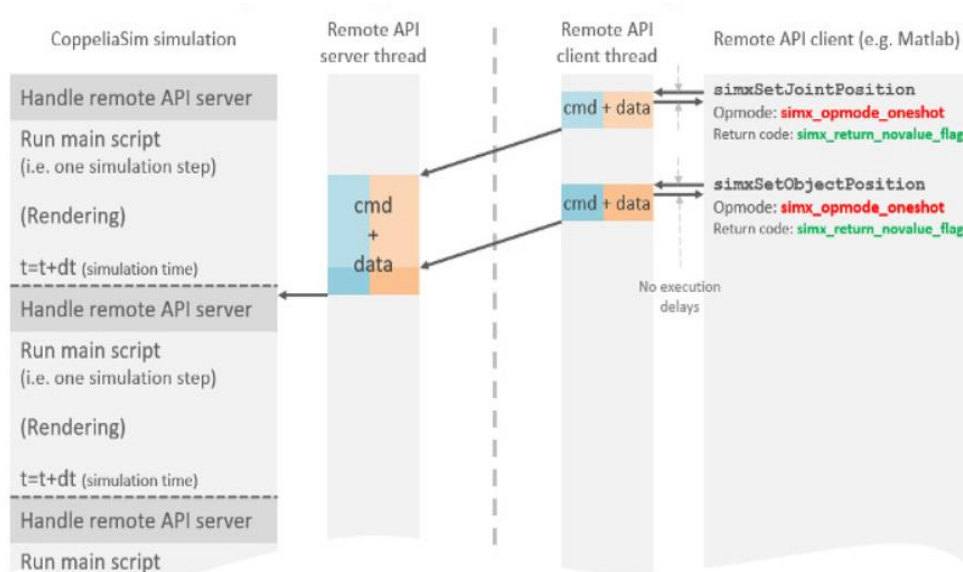 CoppeliaSim simulation
Remote API
server thread
Remote API
client thread
Remote API client (e.g. Matlab)
Handle remote API server
Run main script
(i.e. one simulation step)
(Rendering)
t=t+dt (simulation time)
Handle remote API server
Run main script
(i.e. one simulation step)
(Rendering)
t=t+dt (simulation time)
Handle remote API server
Run main script
cmd
+
data
cmd + data
cmd + data
simxSetJointPosition
Opmode: simx_opmode_oneshot
Return code: simx_return_novalue_flag
simxSetObjectPosition
Opmode: simx_opmode_oneshot
Return code: simx_return_novalue_flag
No execution
delays